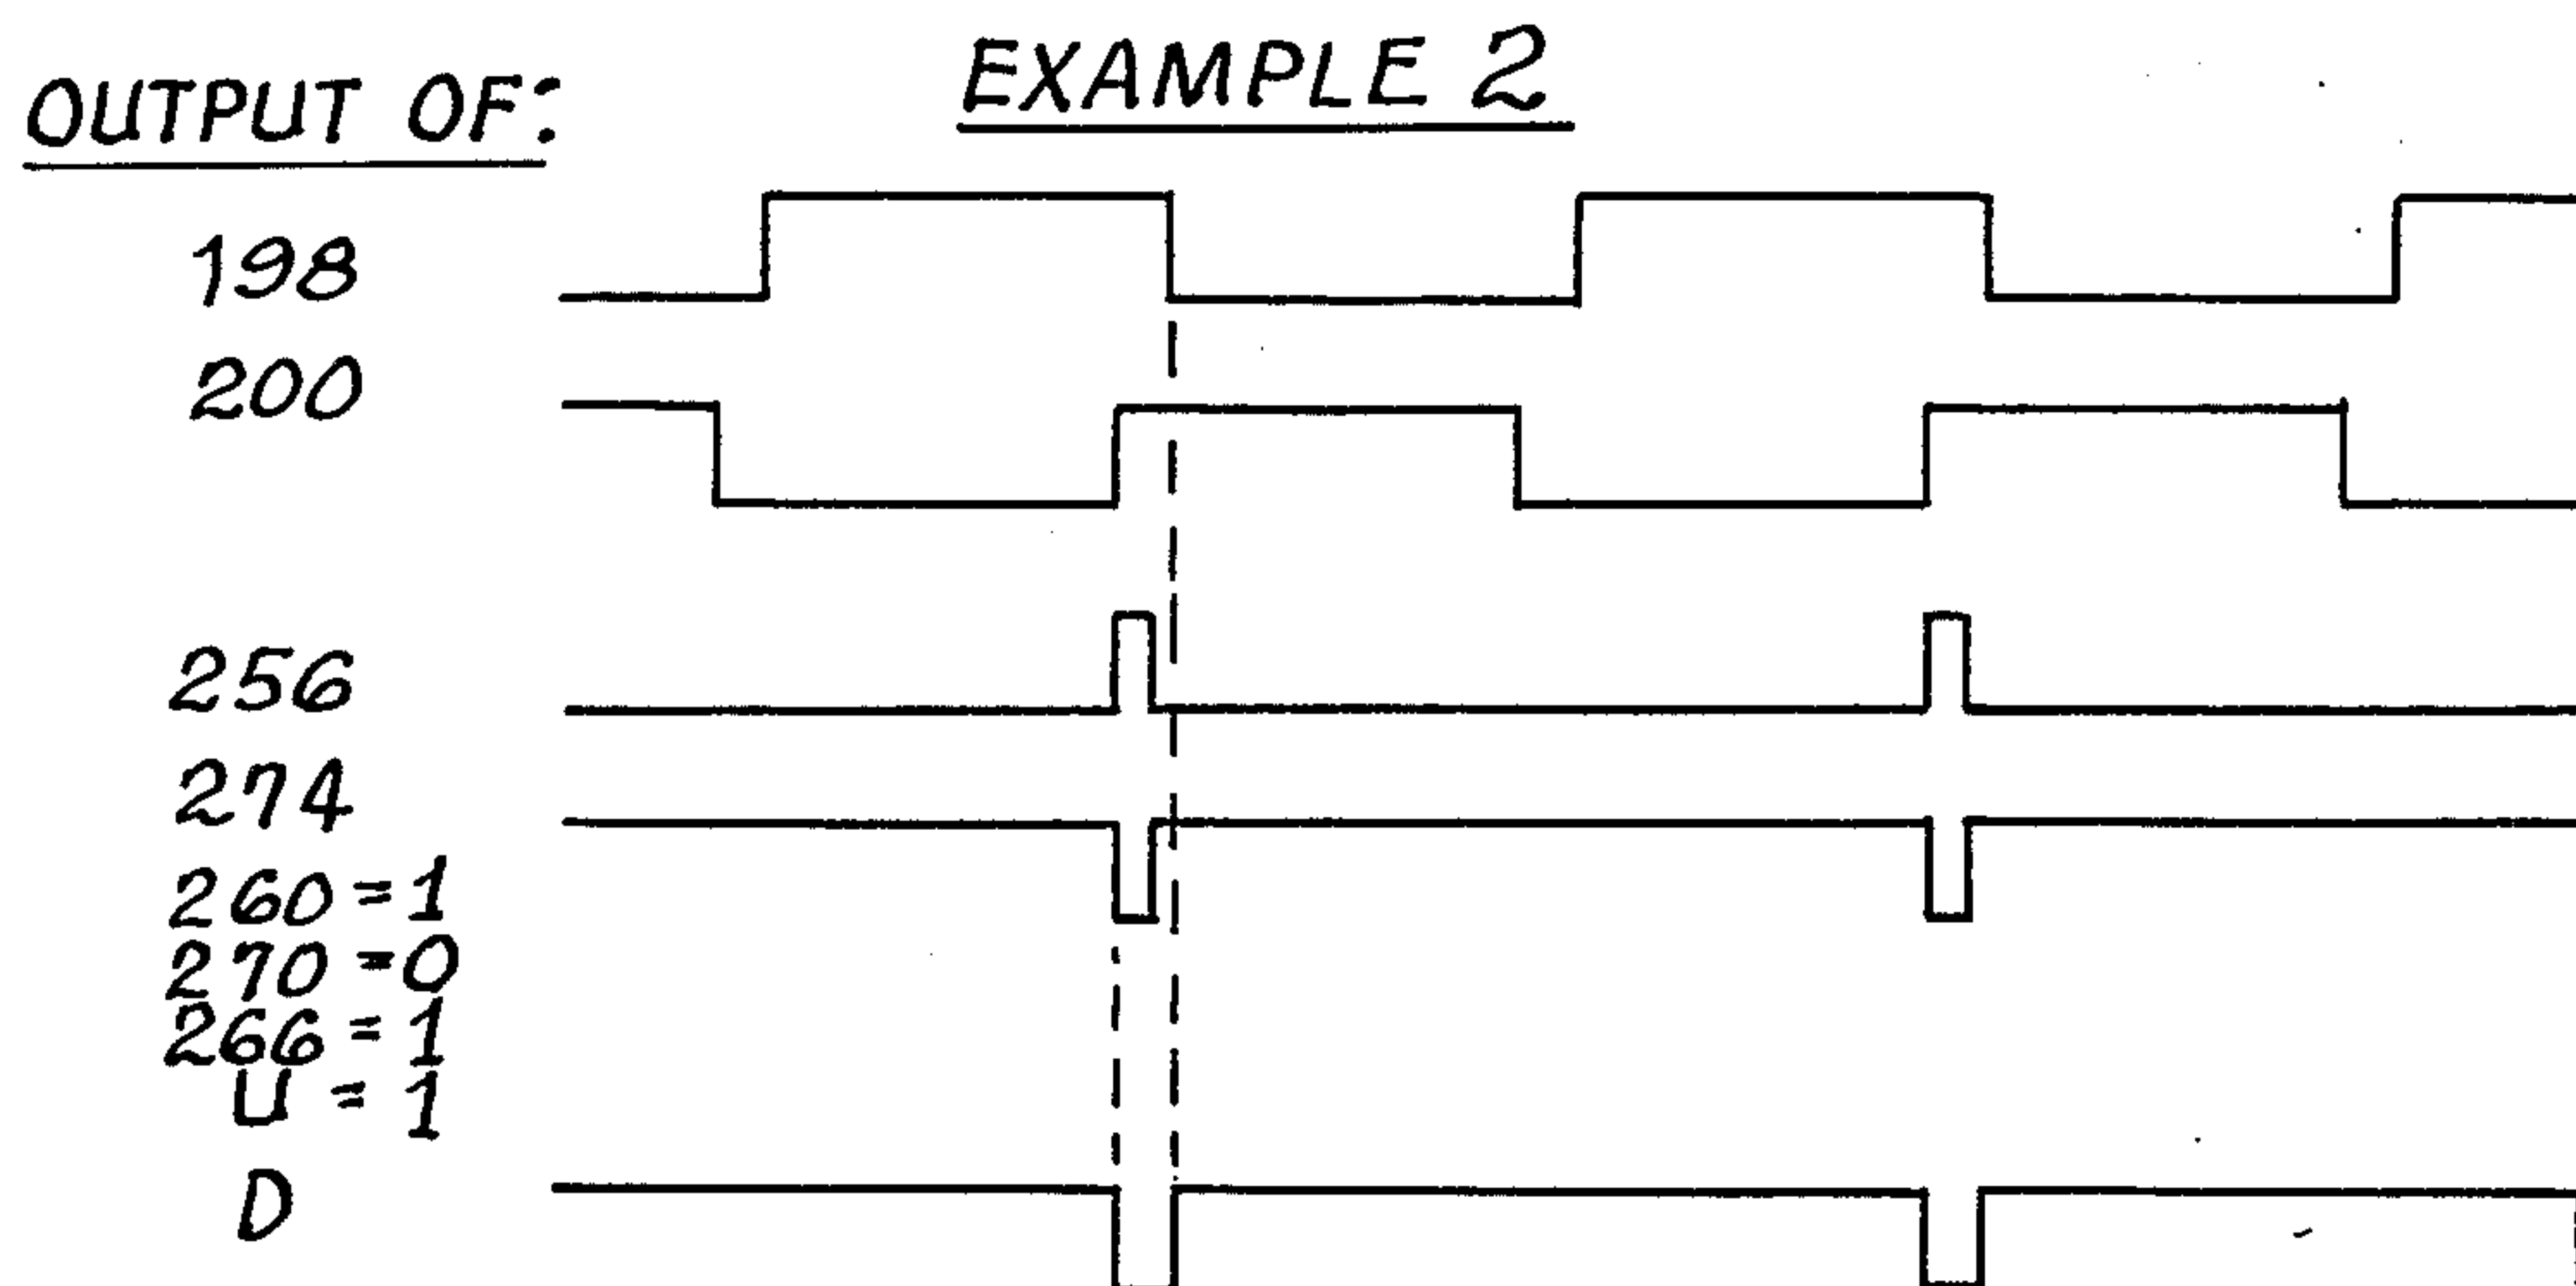 EXAMPLE 2
OUTPUT OF:
198
200
256
274
260 = 1
270 = 0
266 = 1
U = 1
D